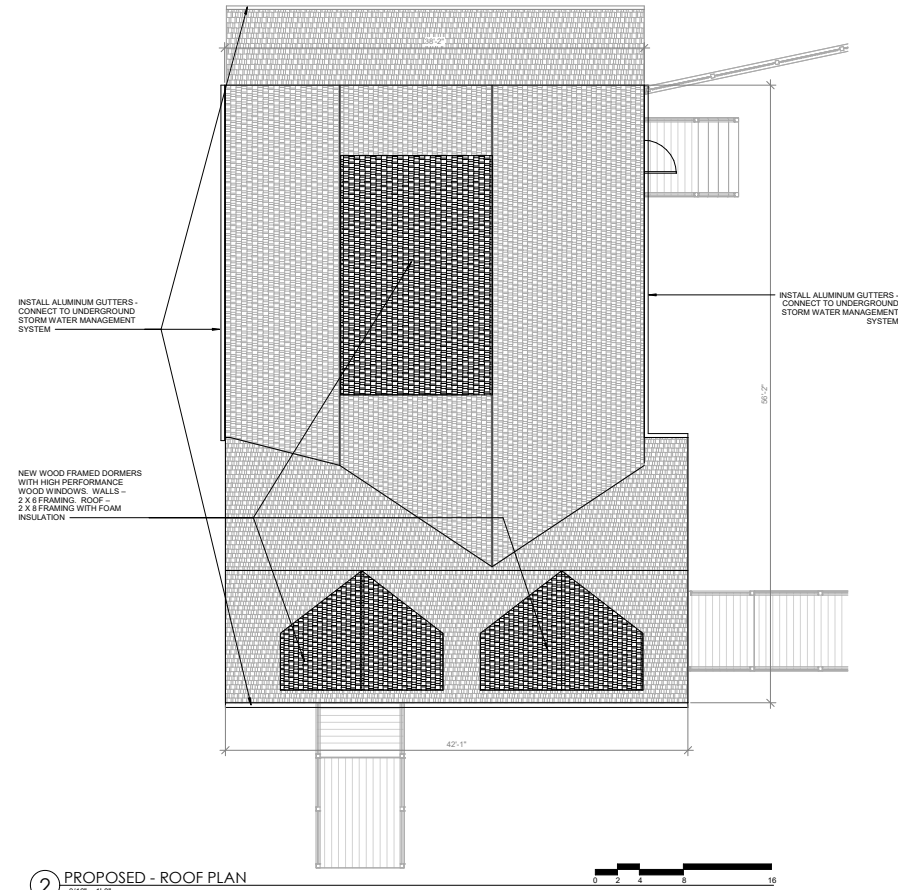 38'-2"
INSTALL ALUMINUM GUTTERS -
CONNECT TO UNDERGROUND
STORM WATER MANAGEMENT
SYSTEM
INSTALL ALUMINUM GUTTERS -
CONNECT TO UNDERGROUND
STORM WATER MANAGEMENT
SYSTEM
56'-2"
NEW WOOD FRAMED DORMERS
WITH HIGH PERFORMANCE
WOOD WINDOWS. WALLS –
2 X 6 FRAMING. ROOF –
2 X 8 FRAMING WITH FOAM
INSULATION
42'-1"
2 PROPOSED - ROOF PLAN
0 2 4 8 16